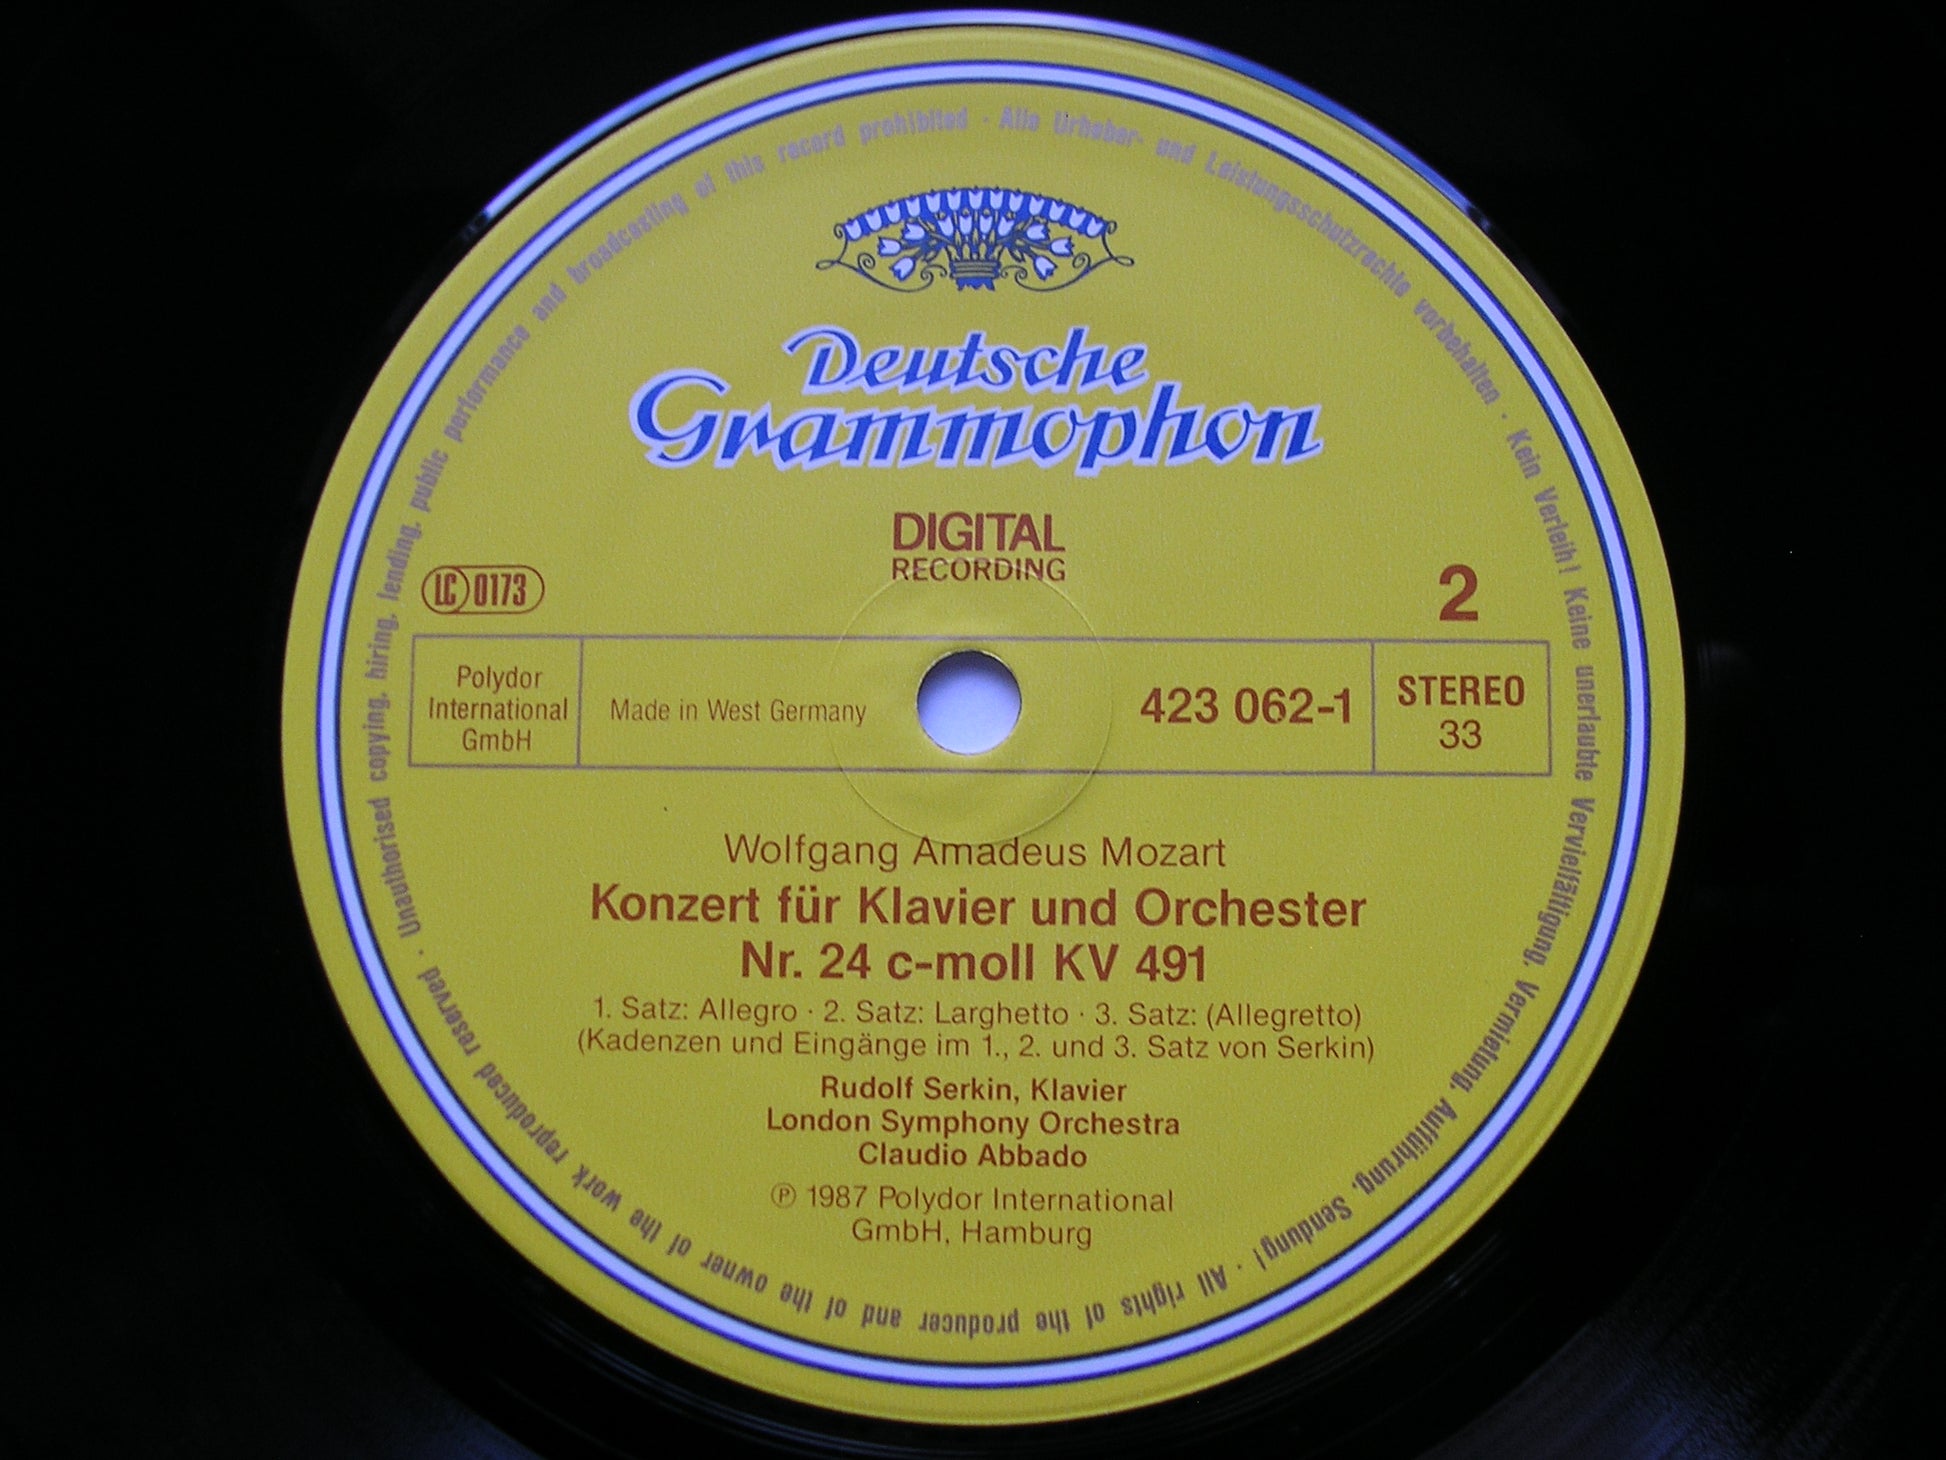 Deutsche
Grammophon
DIGITAL
RECORDING
LC 0173
2
Polydor
International
GmbH
Made in West Germany
423 062-1
STEREO
33
Wolfgang Amadeus Mozart
Konzert für Klavier und Orchester
Nr. 24 c-moll KV 491
1. Satz: Allegro · 2. Satz: Larghetto · 3. Satz: (Allegretto)
(Kadenzen und Eingänge im 1., 2. und 3. Satz von Serkin)
Rudolf Serkin, Klavier
London Symphony Orchestra
Claudio Abbado
℗ 1987 Polydor International
GmbH, Hamburg
Alle Urheber- und Leistungsschutzrechte vorbehalten · Kein Verleih! Keine unerlaubte Vervielfältigung, Vermietung, Aufführung, Sendung! · All rights of the producer and of the owner of the work reproduced reserved · Unauthorised copying, hiring, lending, public performance and broadcasting of this record prohibited ·